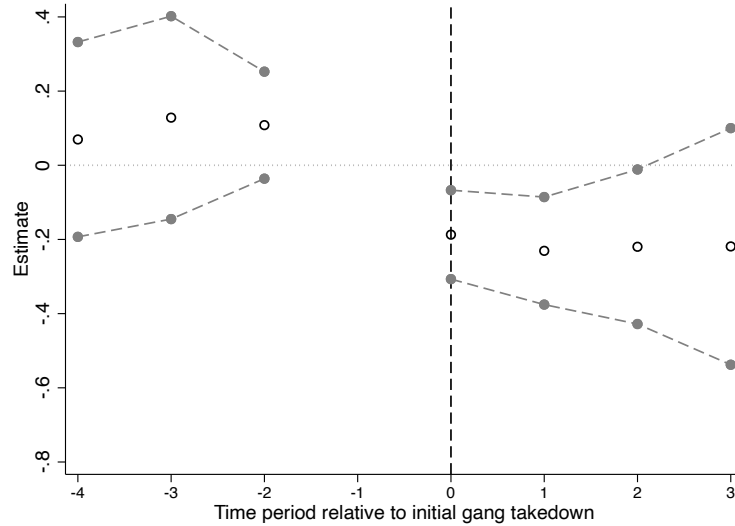 .4
.2
0
-.2
-.4
-.6
-.8
Estimate
-4 -3 -2 -1 0 1 2 3
Time period relative to initial gang takedown